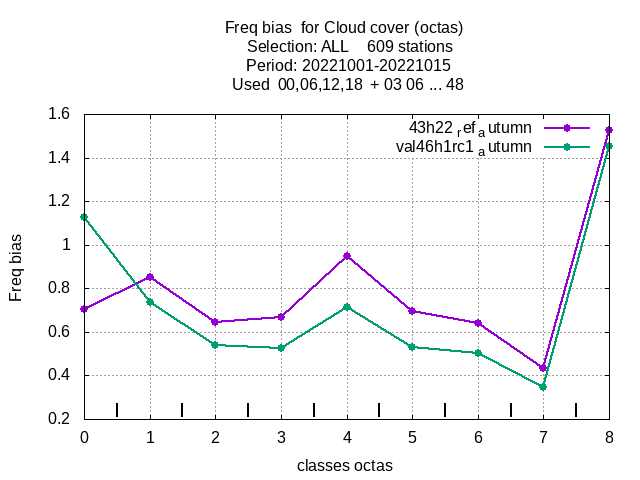 Freq bias for Cloud cover (octas)
Selection: ALL 609 stations
Period: 20221001-20221015
Used 00,06,12,18 + 03 06 ... 48
43h22 ref a utumn
val46h1rc1 a utumn
Freq bias
1.6
1.4
1.2
1
0.8
0.6
0.4
0.2
0 1 2 3 4 5 6 7 8
classes octas